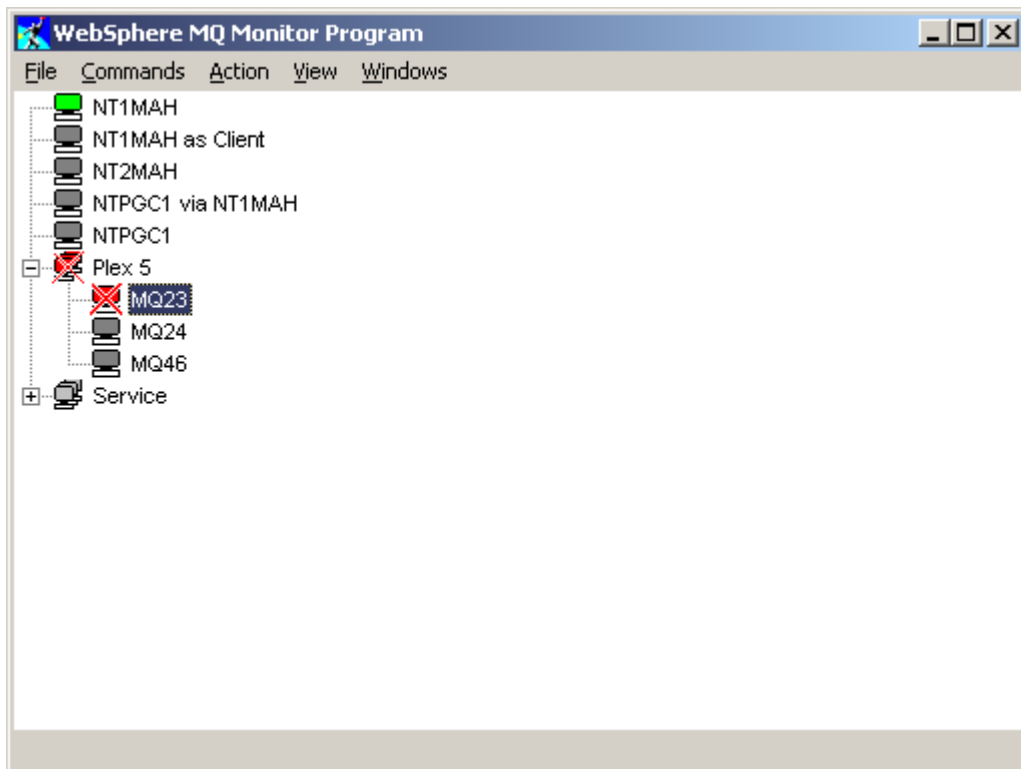 WebSphere MQ Monitor Program
File Commands Action View Windows
NT1MAH
NT1MAH as Client
NT2MAH
NTPGC1 via NT1MAH
NTPGC1
Plex 5
MQ23
MQ24
MQ46
Service